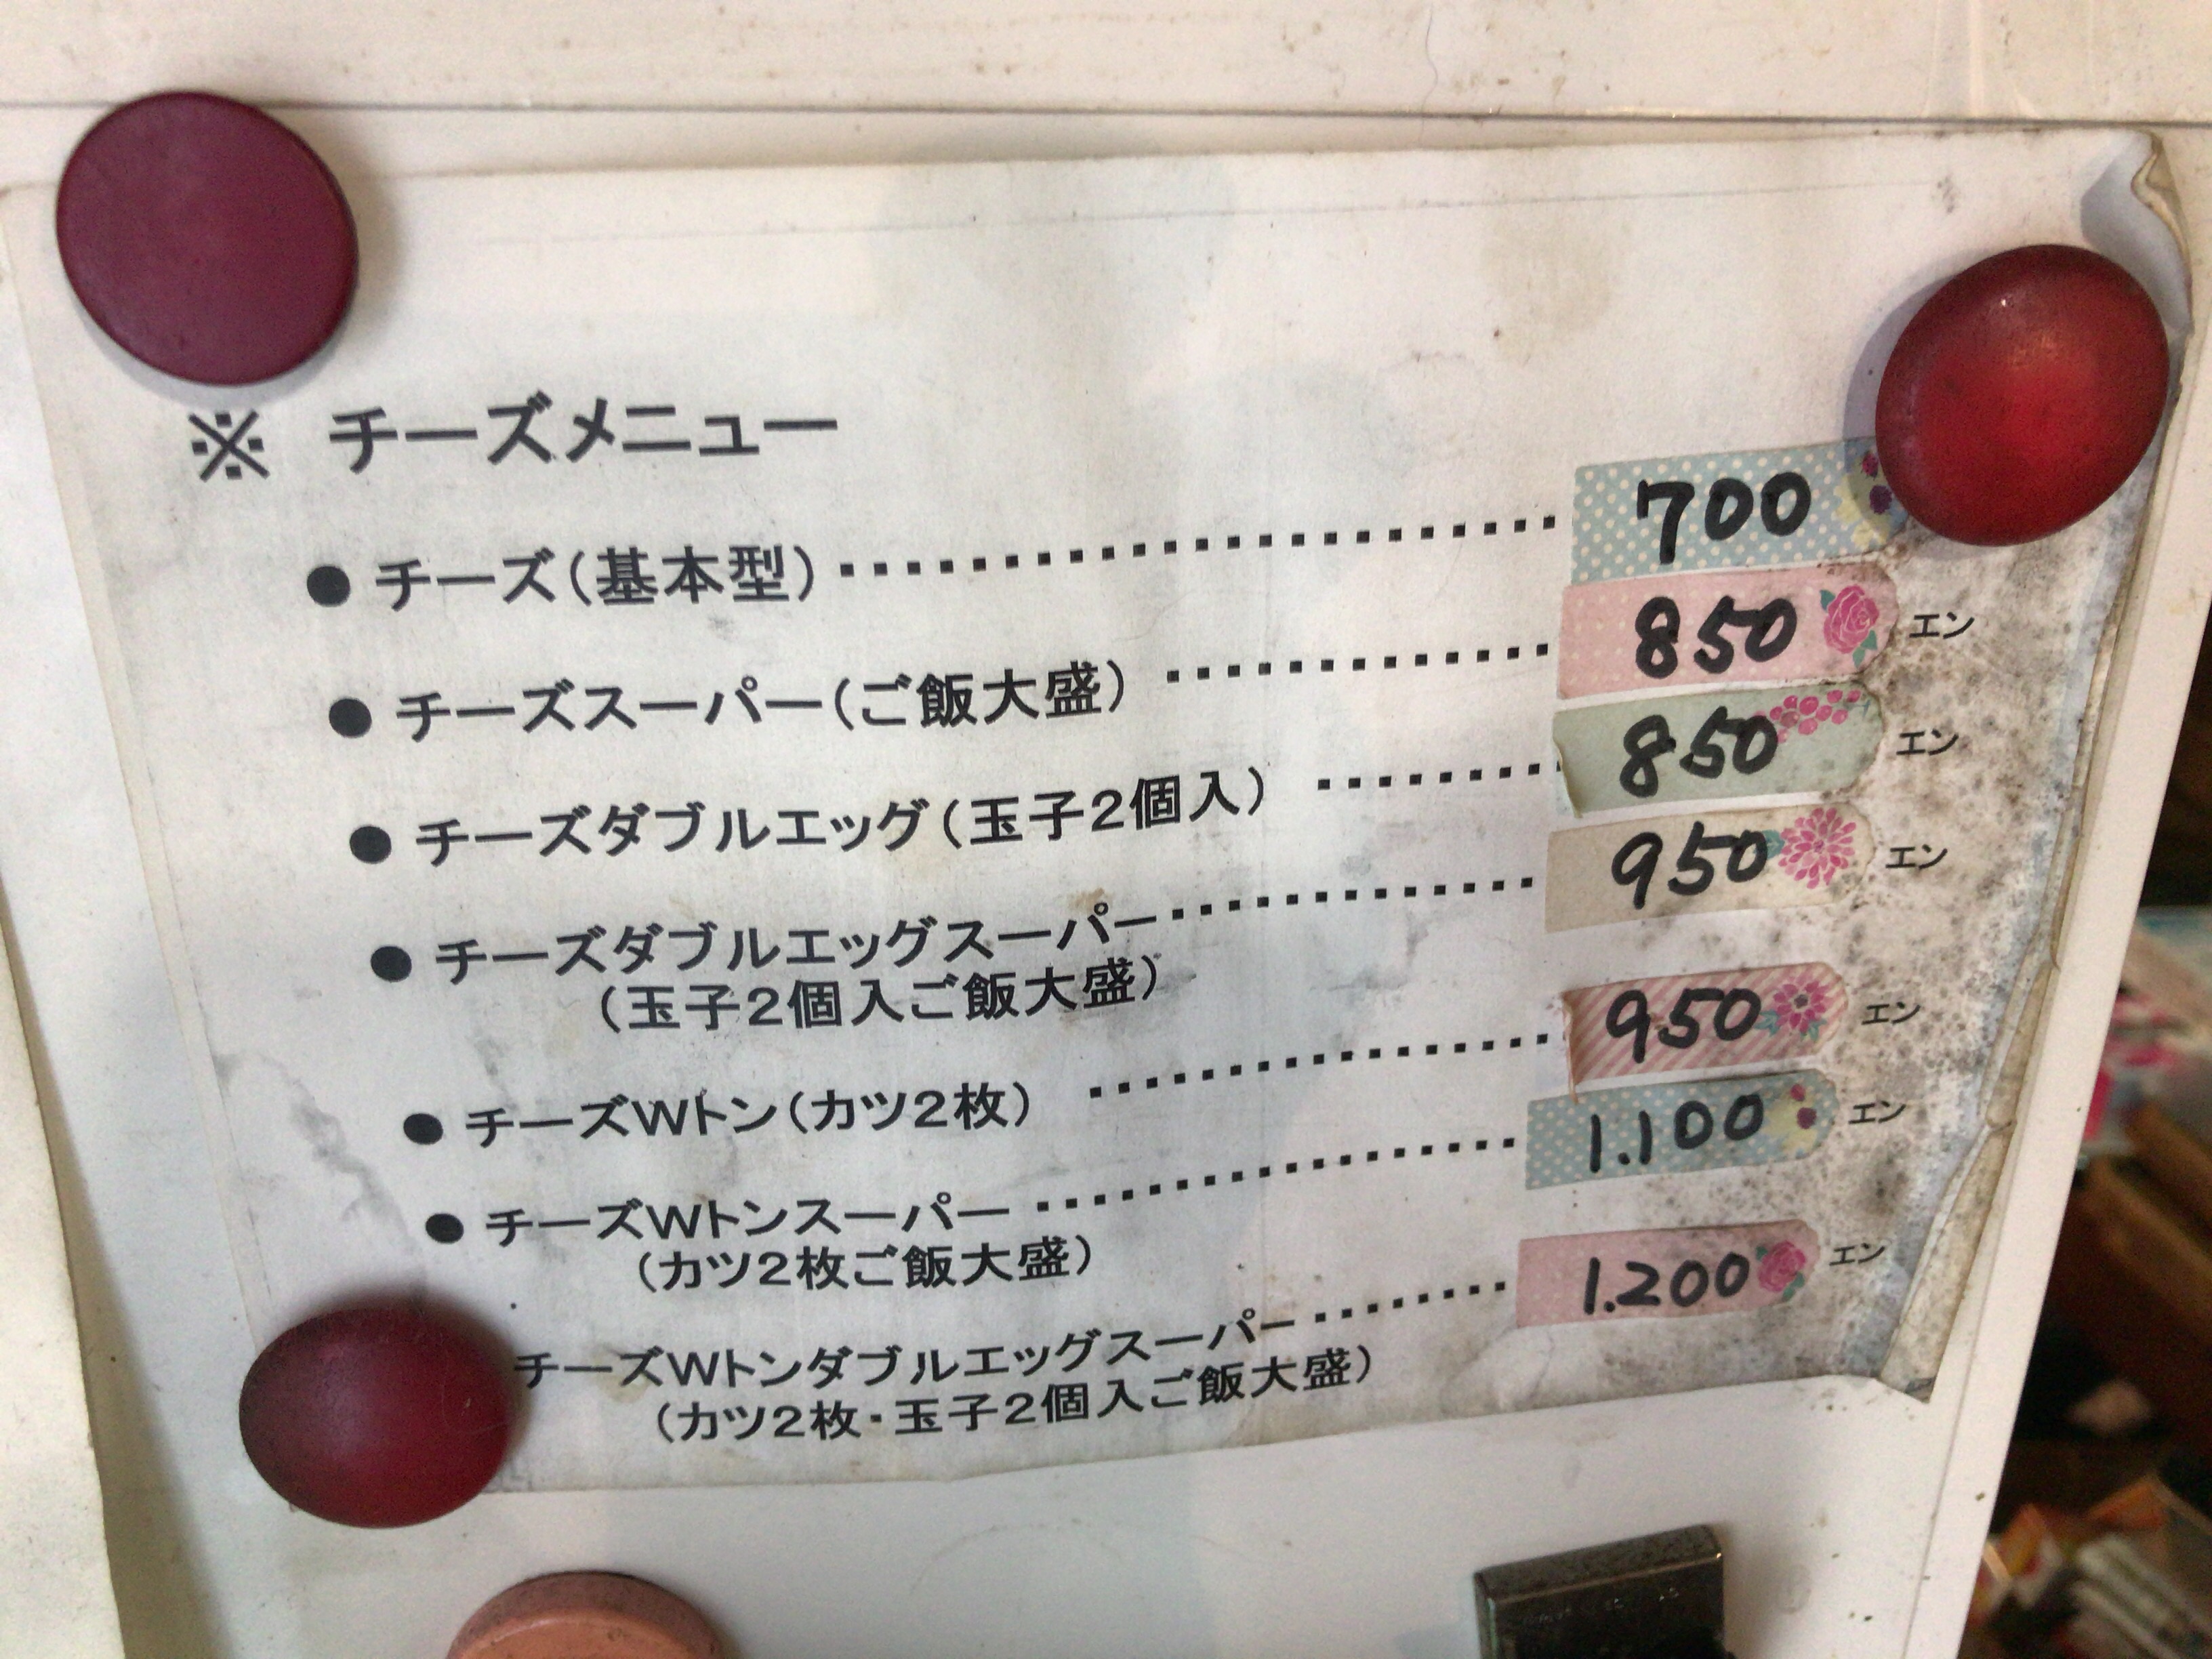 ※ チーズメニュー
● チーズ(基本型)・・・・・・・・・・・・・・・・・・・・・・・・・・・ 700
● チーズスーパー(ご飯大盛)・・・・・・・・・・・・・・ 850 エン
● チーズダブルエッグ(玉子2個入)・・・・・・・・・ 850 エン
● チーズダブルエッグスーパー・・・・・・・・・・・・・ 950 エン
(玉子2個入ご飯大盛)
● チーズWトン(カツ2枚)・・・・・・・・・・・・・・・・・ 950 エン
● チーズWトンスーパー・・・・・・・・・・・・・・・・・・ 1.100 エン
(カツ2枚ご飯大盛)
チーズWトンダブルエッグスーパー・・・・・・・・ 1.200 エン
(カツ2枚・玉子2個入ご飯大盛)